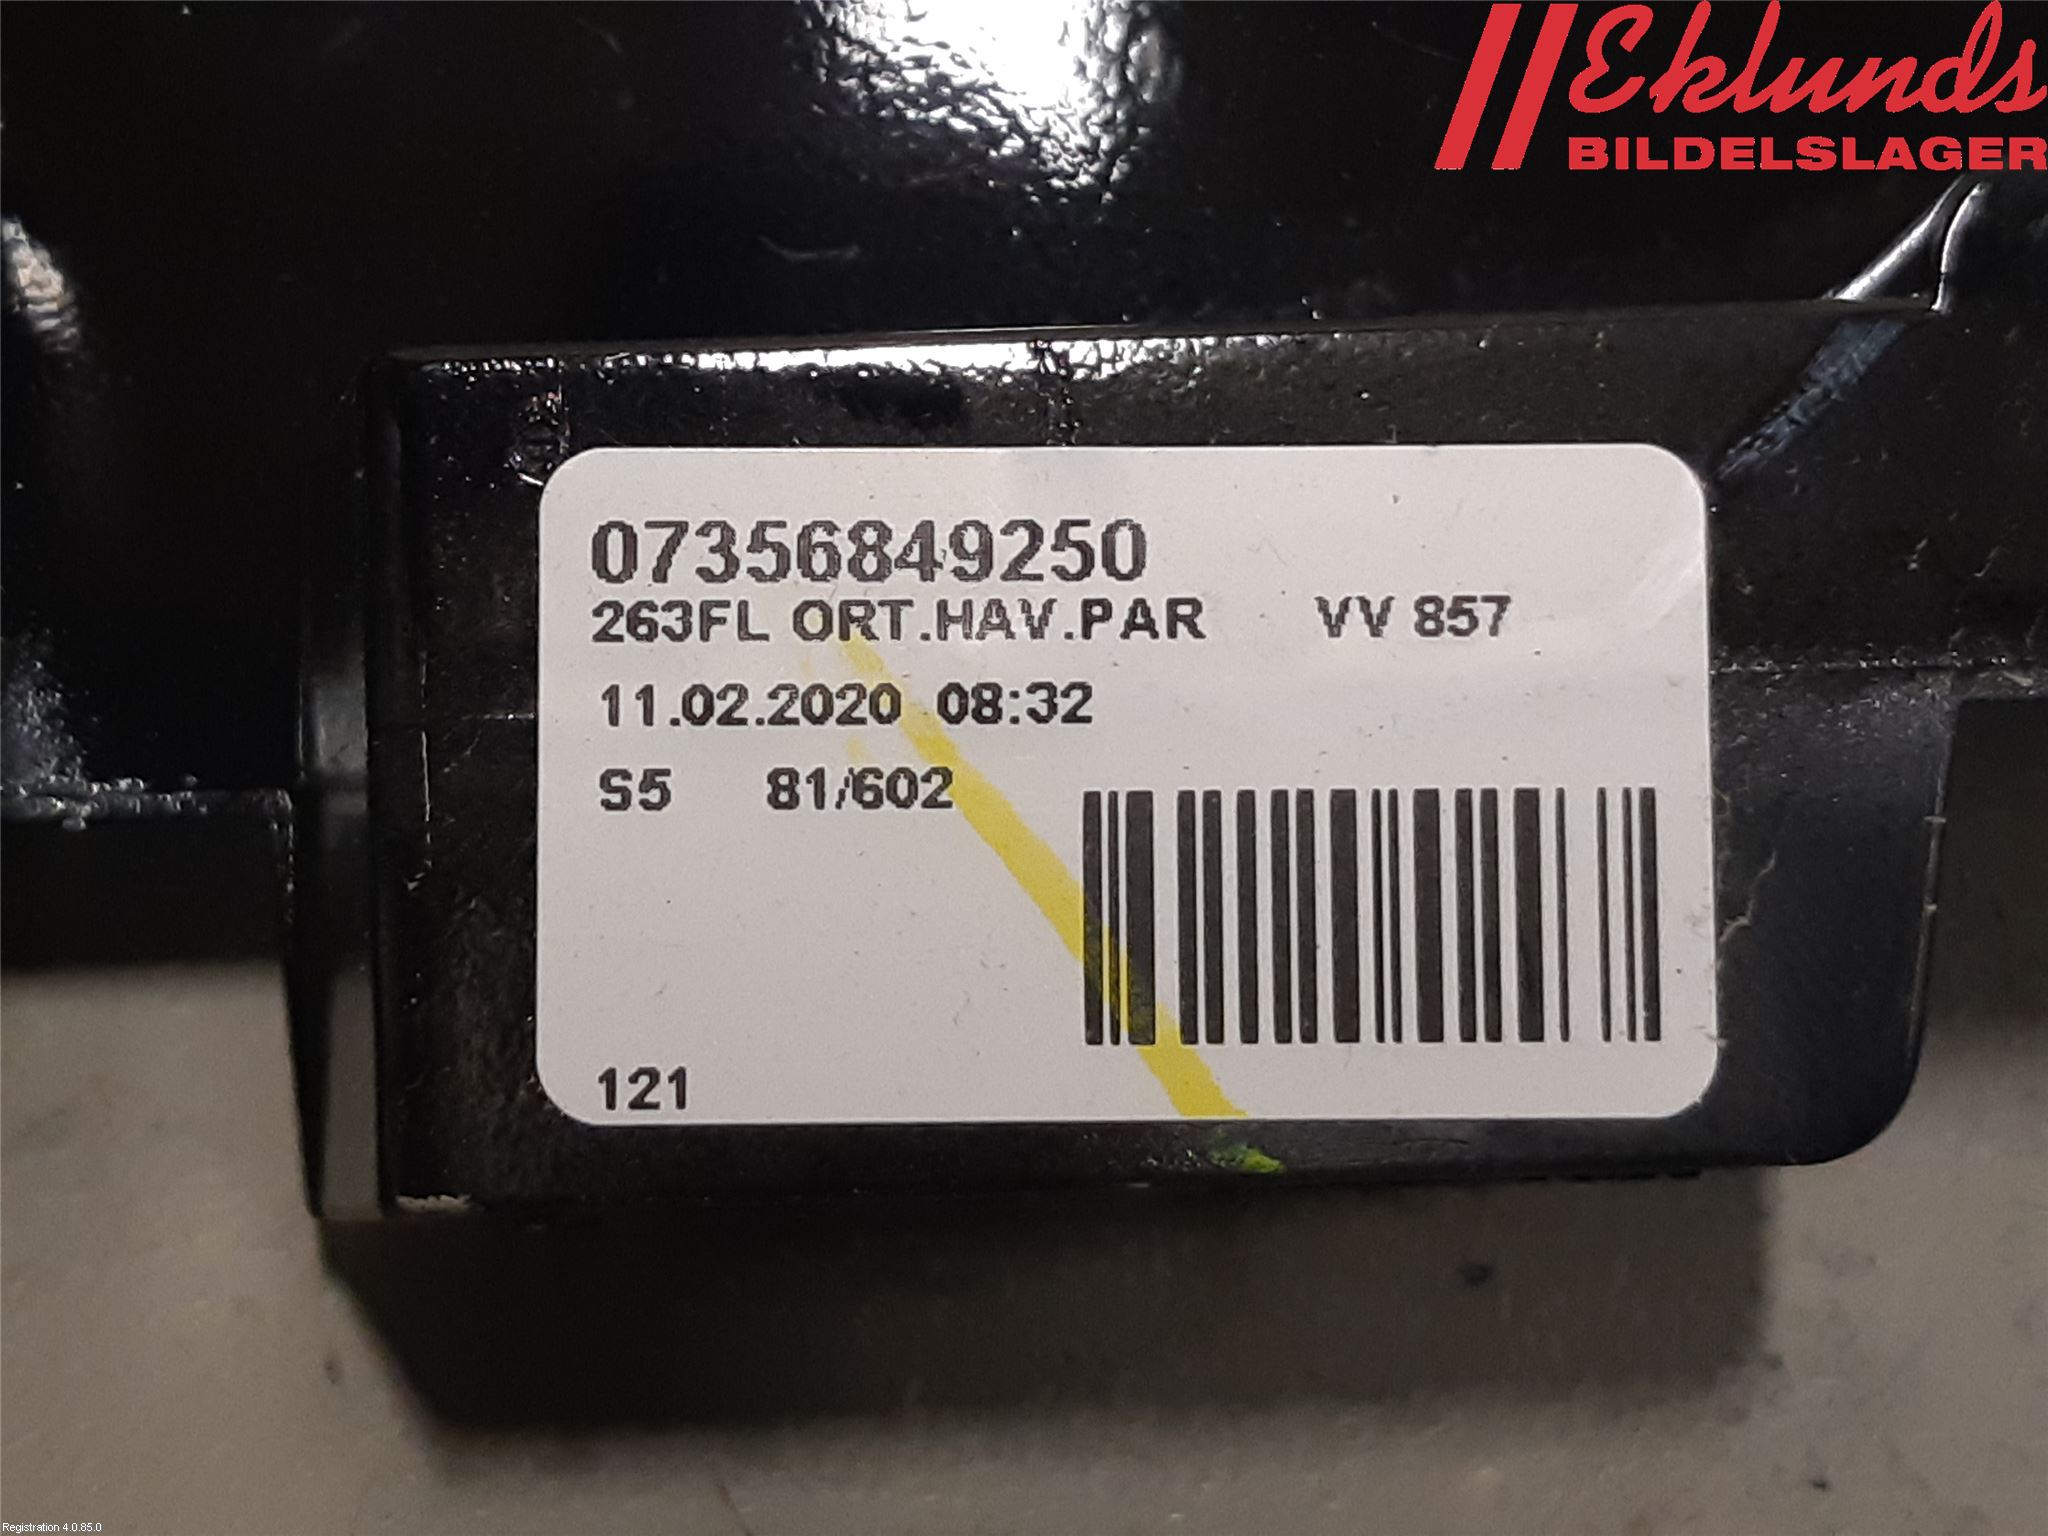 Eklunds
BILDELSLAGER
07356849250
263FL ORT.HAV.PAR VV 857
11.02.2020 08:32
S5 81/602
121
Registration 4.0.85.0